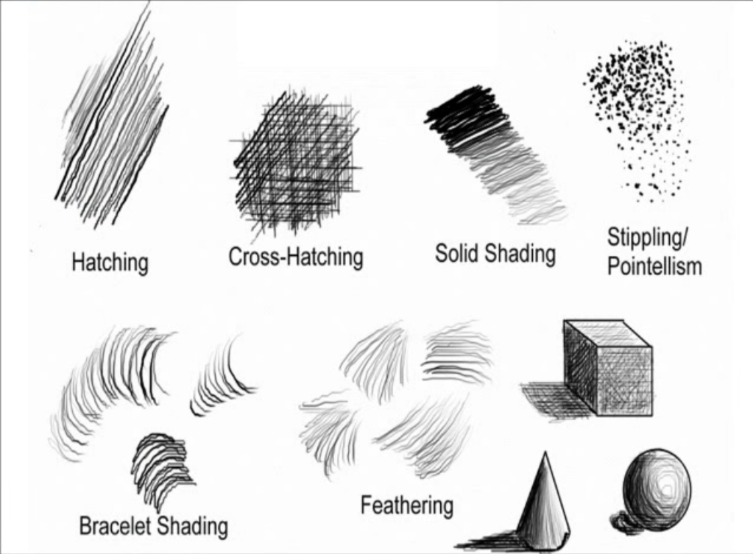 Hatching
Cross-Hatching
Solid Shading
Stippling/
Pointellism
Bracelet Shading
Feathering